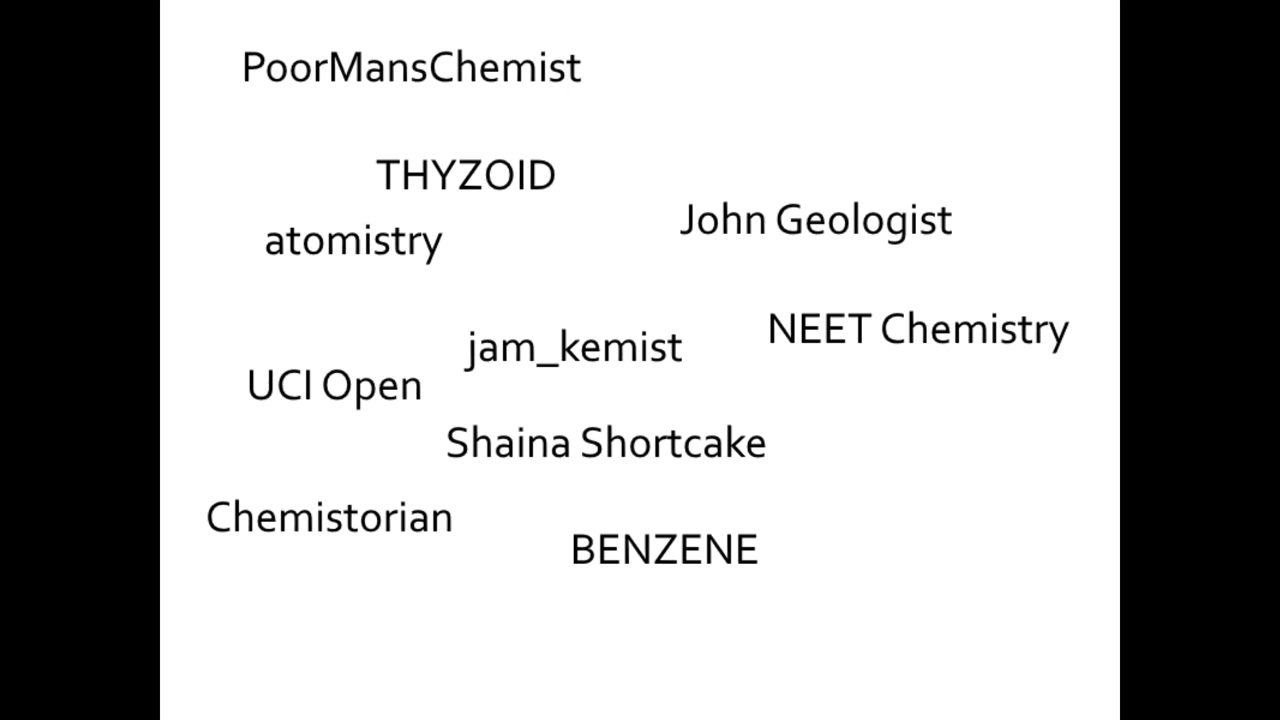 PoorMansChemist
THYZOID
John Geologist
atomistry
NEET Chemistry
jam_kemist
UCI Open
Shaina Shortcake
Chemistorian
BENZENE